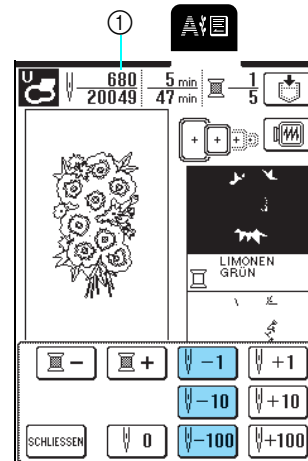 1
A
U
680 5 min 1
20049 47 min 5
LIMONEN
GRÜN
- + -1 +1
-10 +10
SCHLIESSEN 0 -100 +100